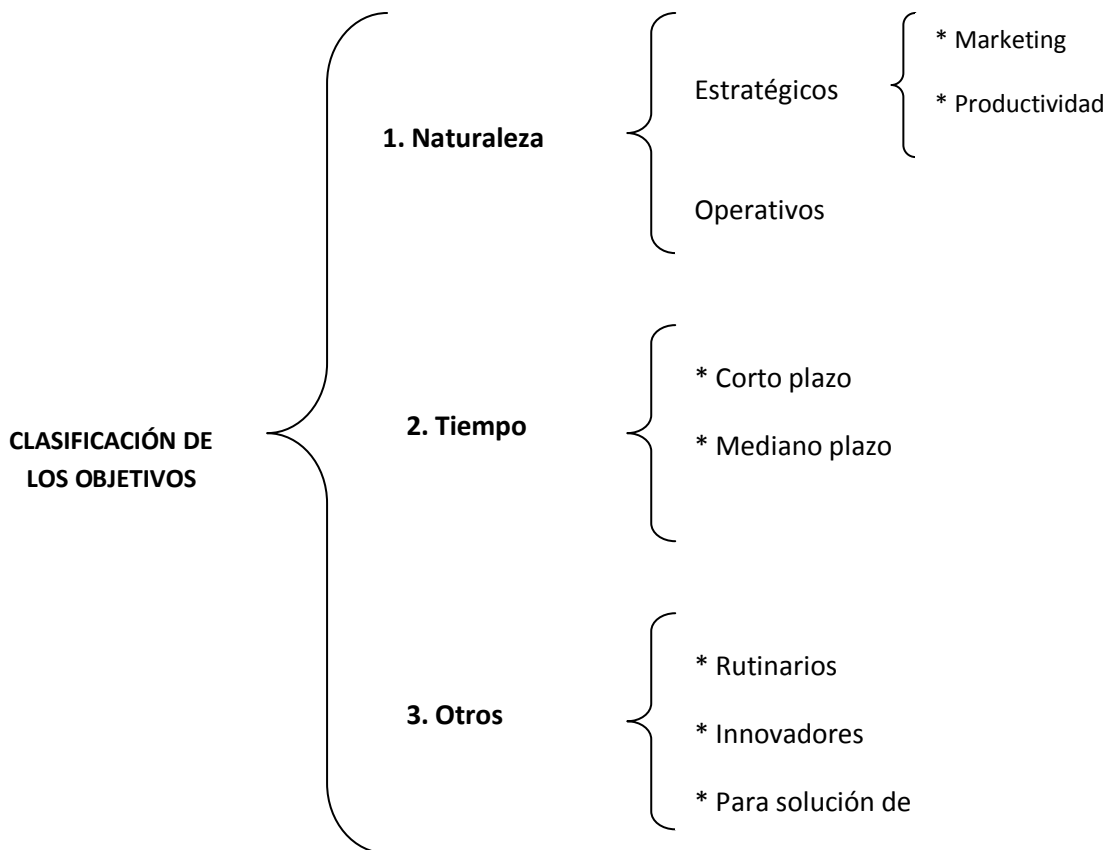 CLASIFICACIÓN DE
LOS OBJETIVOS
1. Naturaleza
Estratégicos
* Marketing
* Productividad
Operativos
2. Tiempo
* Corto plazo
* Mediano plazo
3. Otros
* Rutinarios
* Innovadores
* Para solución de